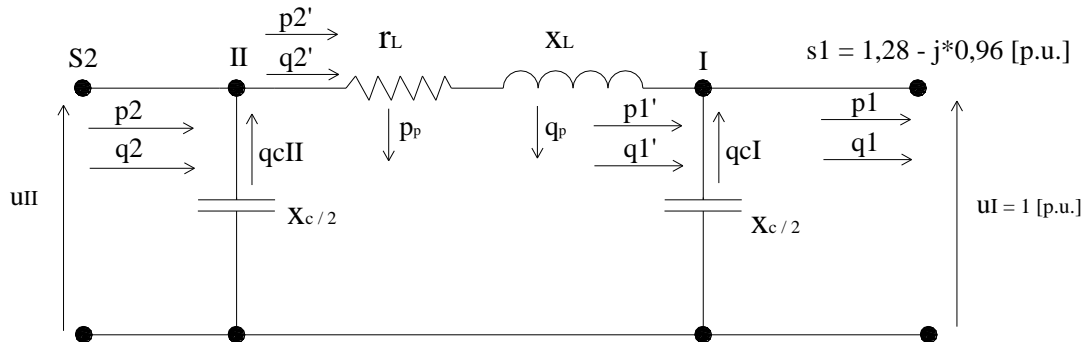 p2'
q2'
S2
II
rL
xL
I
s1 = 1,28 - j*0,96 [p.u.]
p2
q2
qcII
pp
qp
p1'
q1'
qcI
p1
q1
uII
xc / 2
xc / 2
uI = 1 [p.u.]